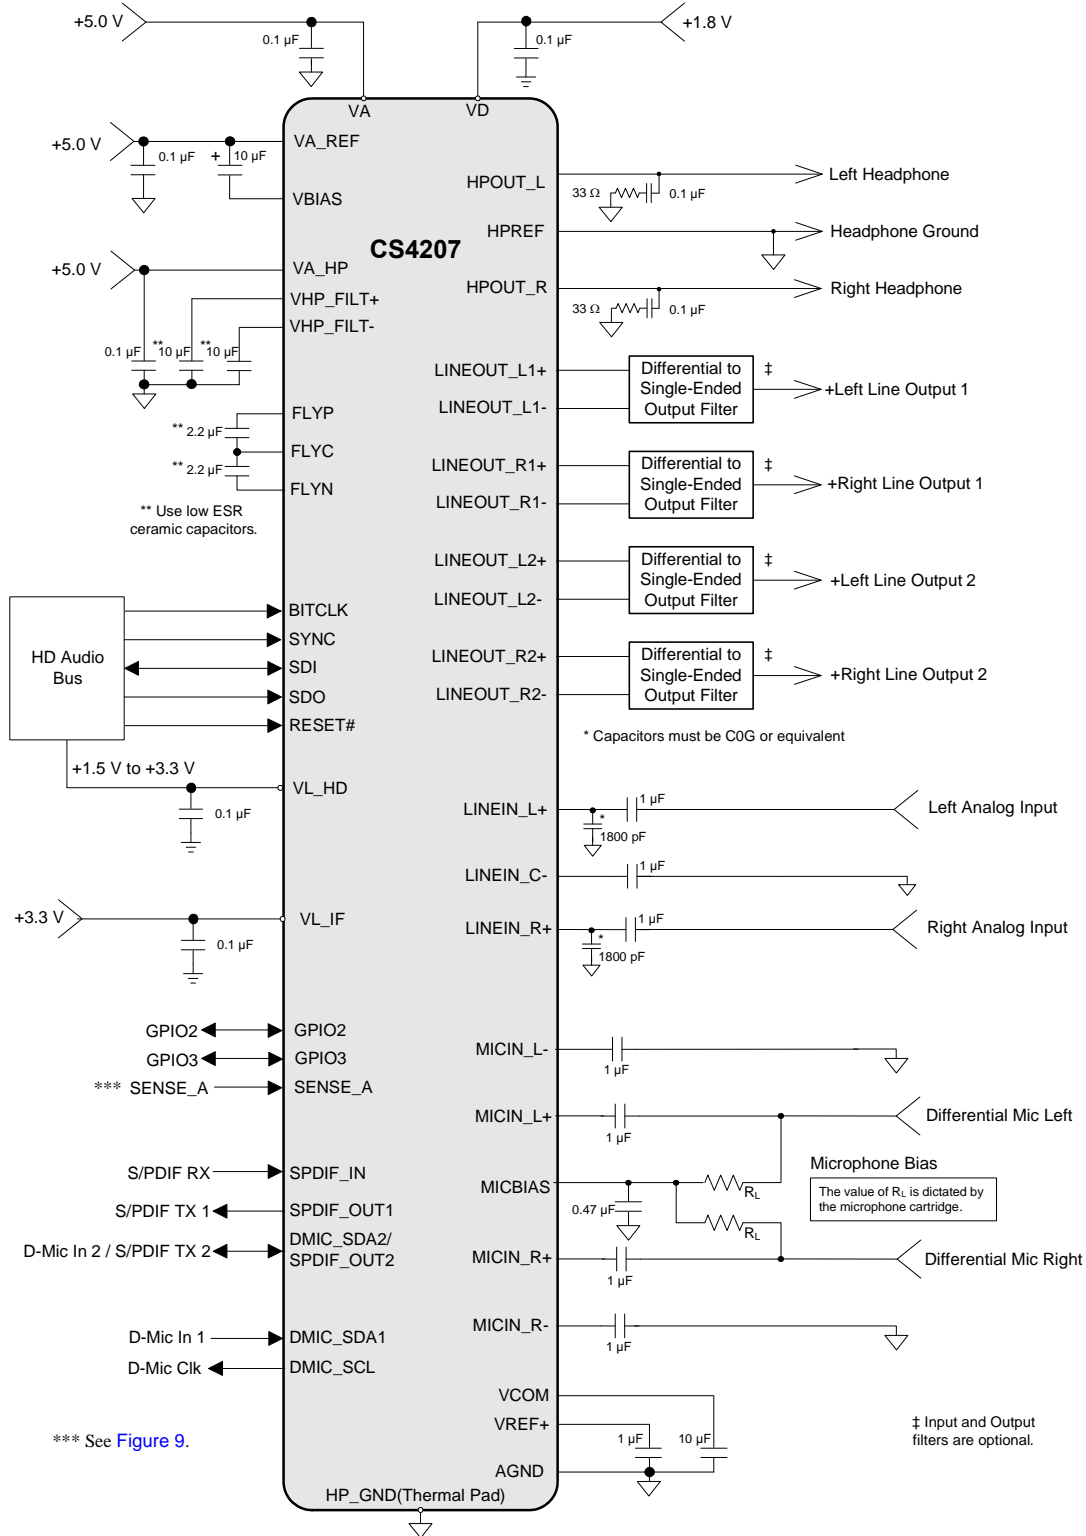 +5.0 V
0.1 µF
0.1 µF
+1.8 V
VA
VD
+5.0 V
0.1 µF
+
10 µF
VA_REF
VBIAS
CS4207
HPOUT_L
33 Ω
0.1 µF
Left Headphone
HPREF
Headphone Ground
HPOUT_R
33 Ω
0.1 µF
Right Headphone
+5.0 V
VA_HP
VHP_FILT+
VHP_FILT-
0.1 µF
**
10 µF
**
10 µF
FLYP
** 2.2 µF
FLYC
** 2.2 µF
FLYN
** Use low ESR
ceramic capacitors.
LINEOUT_L1+
LINEOUT_L1-
Differential to
Single-Ended
Output Filter
‡
+Left Line Output 1
LINEOUT_R1+
LINEOUT_R1-
Differential to
Single-Ended
Output Filter
‡
+Right Line Output 1
LINEOUT_L2+
LINEOUT_L2-
Differential to
Single-Ended
Output Filter
‡
+Left Line Output 2
LINEOUT_R2+
LINEOUT_R2-
Differential to
Single-Ended
Output Filter
‡
+Right Line Output 2
HD Audio
Bus
BITCLK
SYNC
SDI
SDO
RESET#
+1.5 V to +3.3 V
VL_HD
0.1 µF
* Capacitors must be C0G or equivalent
LINEIN_L+
*
1800 pF
1 µF
Left Analog Input
LINEIN_C-
1 µF
LINEIN_R+
*
1800 pF
1 µF
Right Analog Input
+3.3 V
VL_IF
0.1 µF
GPIO2
GPIO2
GPIO3
GPIO3
*** SENSE_A
SENSE_A
MICIN_L-
1 µF
MICIN_L+
1 µF
Differential Mic Left
MICBIAS
0.47 µF
RL
RL
Microphone Bias
The value of RL is dictated by
the microphone cartridge.
MICIN_R+
1 µF
Differential Mic Right
MICIN_R-
1 µF
S/PDIF RX
SPDIF_IN
S/PDIF TX 1
SPDIF_OUT1
D-Mic In 2 / S/PDIF TX 2
DMIC_SDA2/
SPDIF_OUT2
D-Mic In 1
DMIC_SDA1
D-Mic Clk
DMIC_SCL
VCOM
VREF+
1 µF
10 µF
AGND
HP_GND(Thermal Pad)
*** See Figure 9.
‡ Input and Output
filters are optional.